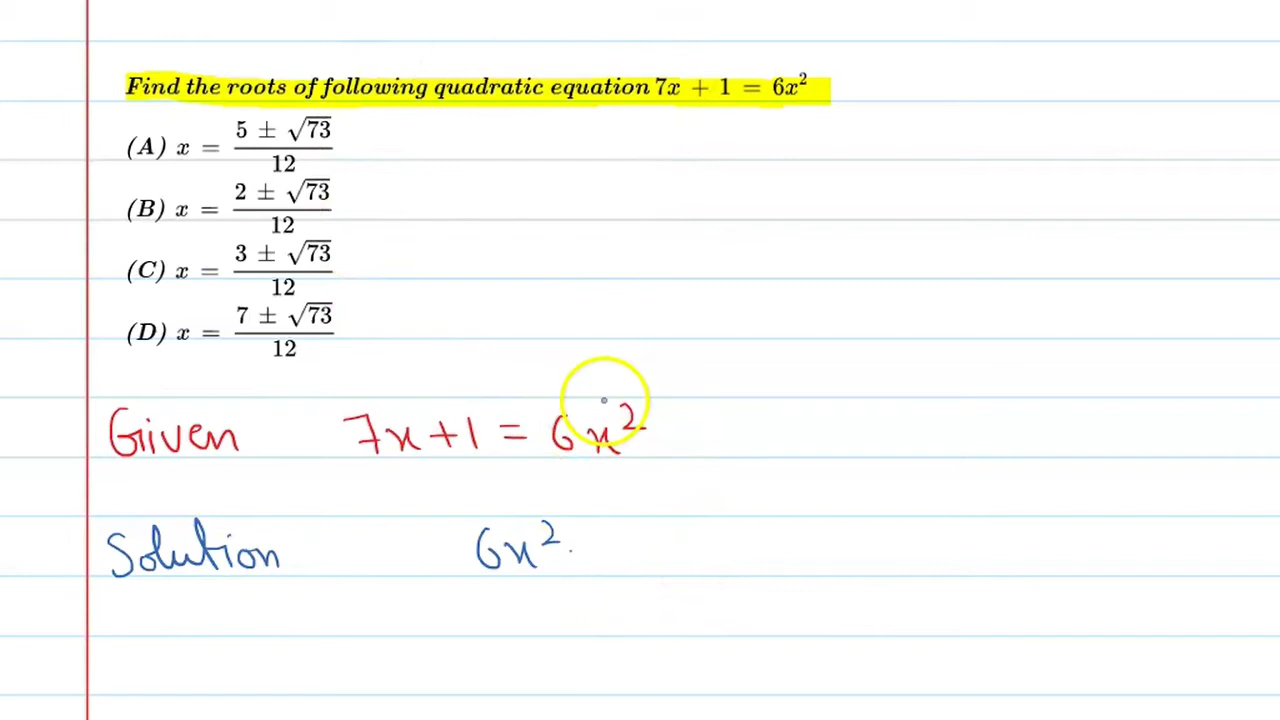 Find the roots of following quadratic equation 7x + 1 = 6x²
(A) x = (5 ± √73)/12
(B) x = (2 ± √73)/12
(C) x = (3 ± √73)/12
(D) x = (7 ± √73)/12
Given 7x+1 = 6x²
Solution 6x²